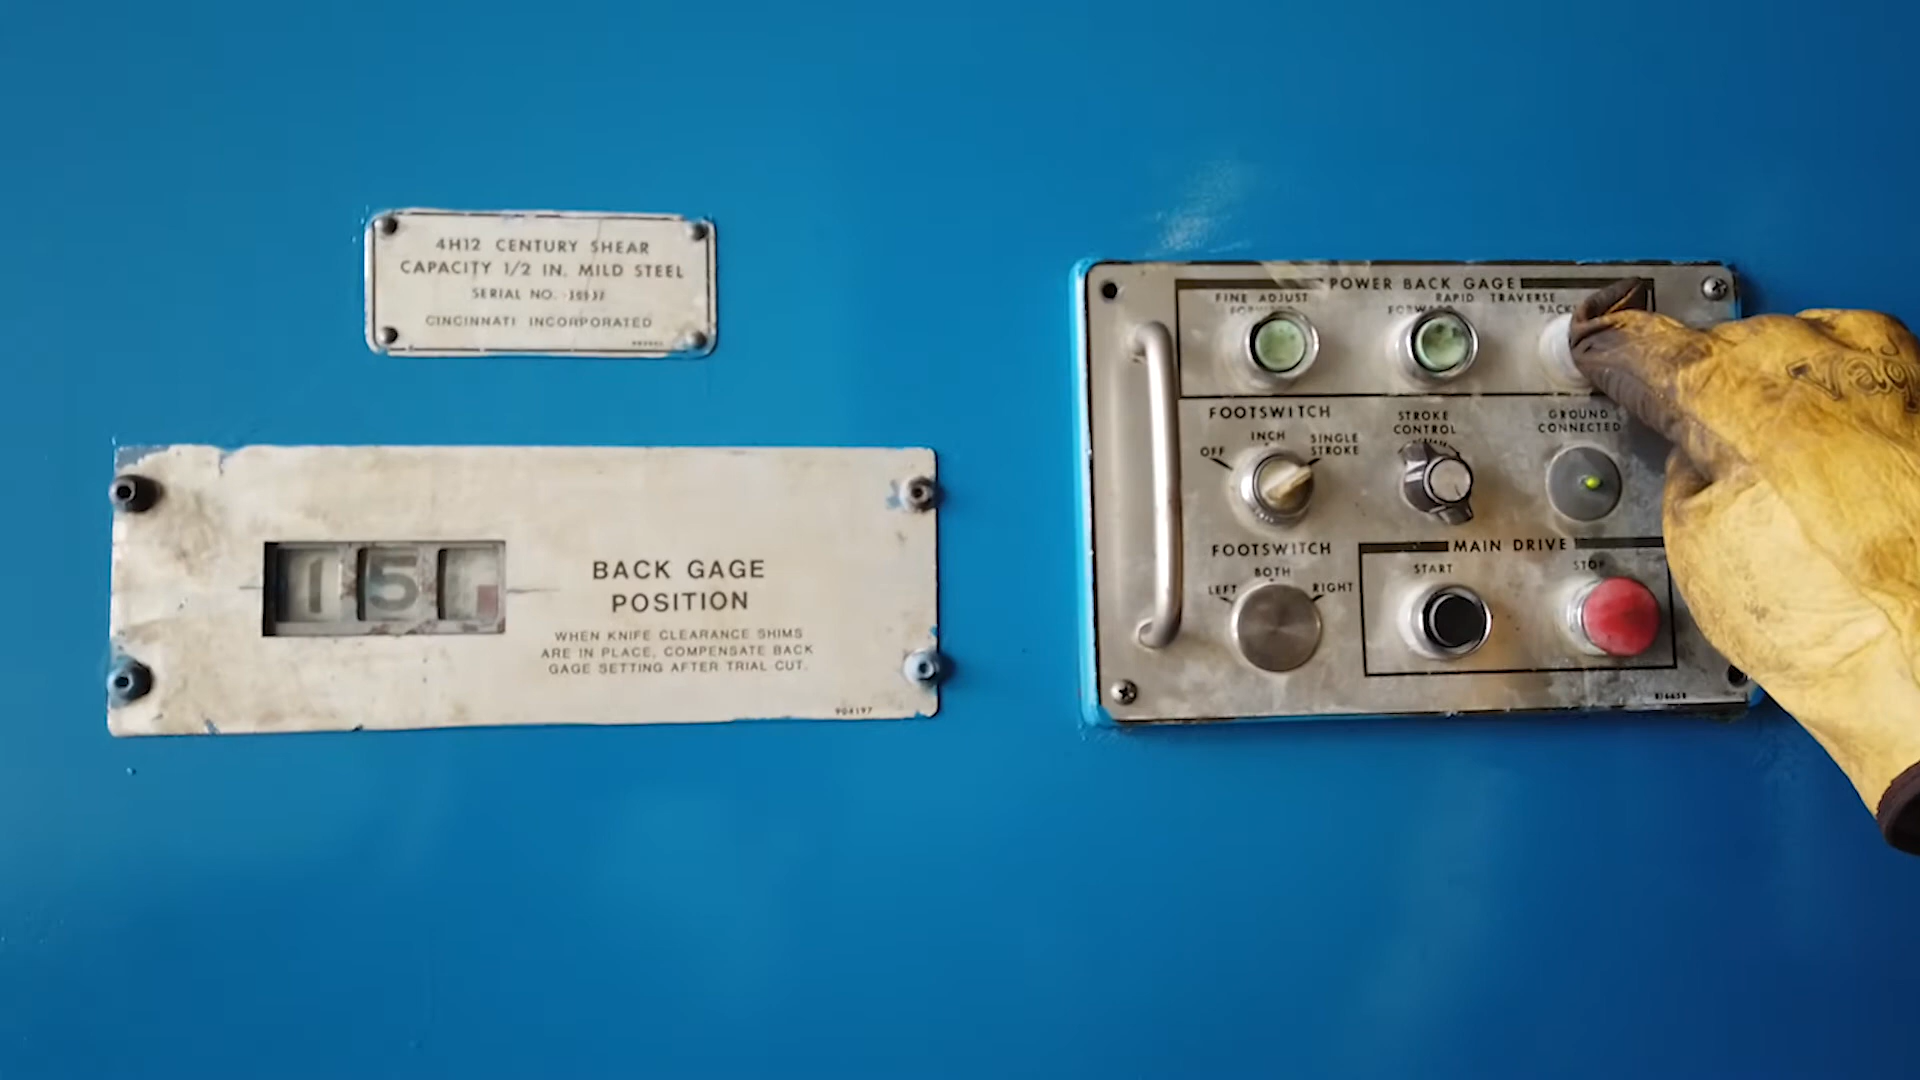 4H12 CENTURY SHEAR
CAPACITY 1/2 IN. MILD STEEL
SERIAL NO.
CINCINNATI INCORPORATED
15
BACK GAGE
POSITION
WHEN KNIFE CLEARANCE SHIMS
ARE IN PLACE, COMPENSATE BACK
GAGE SETTING AFTER TRIAL CUT.
904197
POWER BACK GAGE
FINE ADJUST
RAPID TRAVERSE
FOOTSWITCH
OFF
INCH
SINGLE
STROKE
STROKE
CONTROL
GROUND
CONNECTED
FOOTSWITCH
LEFT
BOTH
RIGHT
MAIN DRIVE
START
STOP